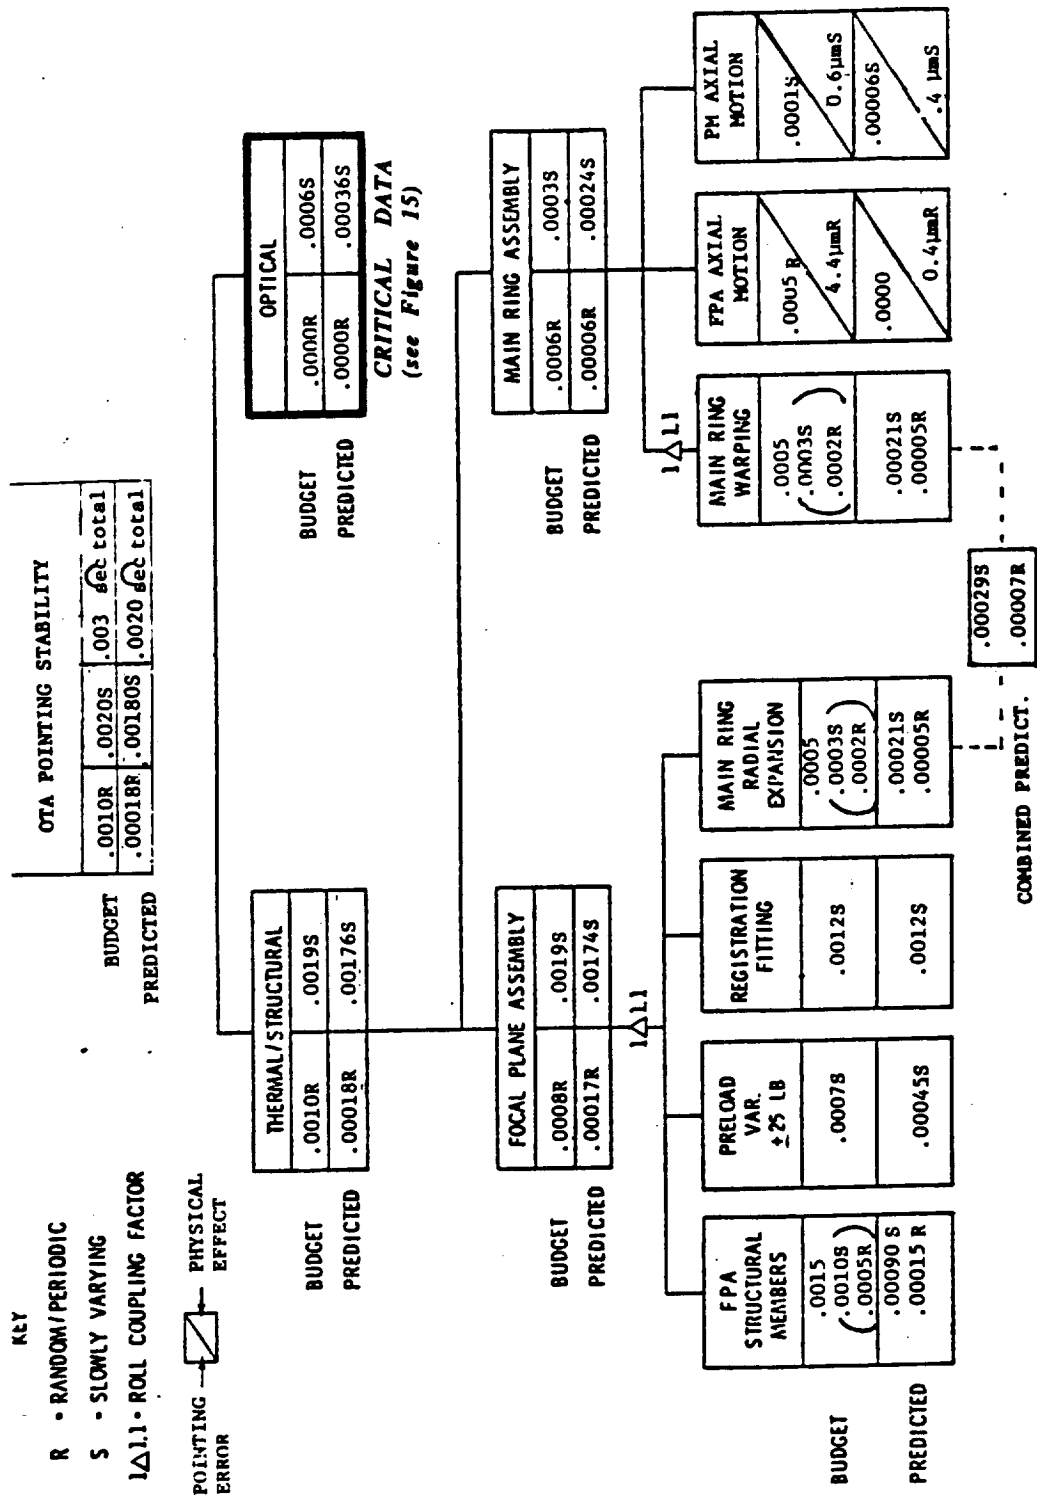 KEY
R - RANDOM/PERIODIC
S - SLOWLY VARYING
1△1.1 - ROLL COUPLING FACTOR
POINTING ERROR
PHYSICAL EFFECT
OTA POINTING STABILITY
BUDGET .0010R .0020S .003 sec total
PREDICTED .00018R .00180S .0020 sec total
THERMAL/STRUCTURAL
BUDGET .0010R .0019S
PREDICTED .00018R .00176S
OPTICAL
BUDGET .0000R .0006S
PREDICTED .0000R .00036S
CRITICAL DATA
(see Figure 15)
FOCAL PLANE ASSEMBLY
BUDGET .0008R .0019S
PREDICTED .00017R .00174S
MAIN RING ASSEMBLY
BUDGET .0006R .0003S
PREDICTED .00006R .00024S
1△1.1
1△1.1
BUDGET
PREDICTED
FPA
STRUCTURAL
MEMBERS
.0015
(.0010S)
(.0005R)
.00090 S
.00015 R
PRELOAD
VAR.
±25 LB
.0007S
.00045S
REGISTRATION
FITTING
.0012S
.0012S
MAIN RING
RADIAL
EXPANSION
.0005
(.0003S)
(.0002R)
.00021S
.00005R
MAIN RING
WARPING
.0005
(.0003S)
(.0002R)
.00021S
.00005R
FPA AXIAL
MOTION
.0005 R
4.4µmR
.0000
0.4µmR
PM AXIAL
MOTION
.0001S
0.6µmS
.00006S
.4 µmS
COMBINED PREDICT.
.00029S
.00007R